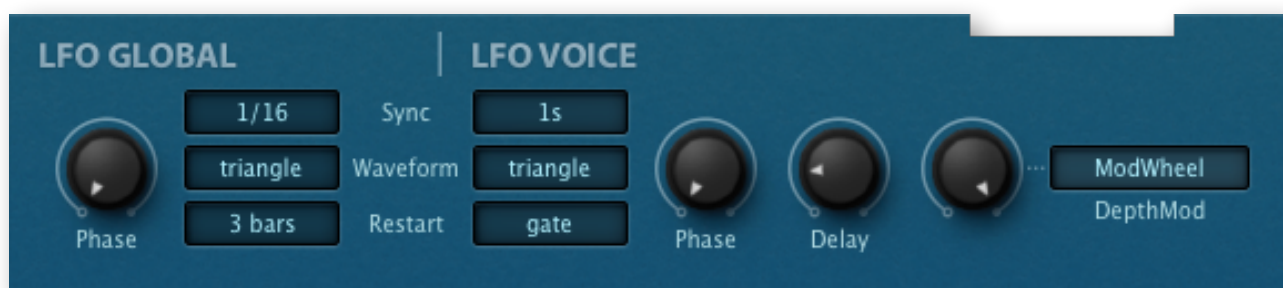 LFO GLOBAL | LFO VOICE
1/16 Sync 1s
triangle Waveform triangle
ModWheel
3 bars Restart gate
DepthMod
Phase Phase Delay